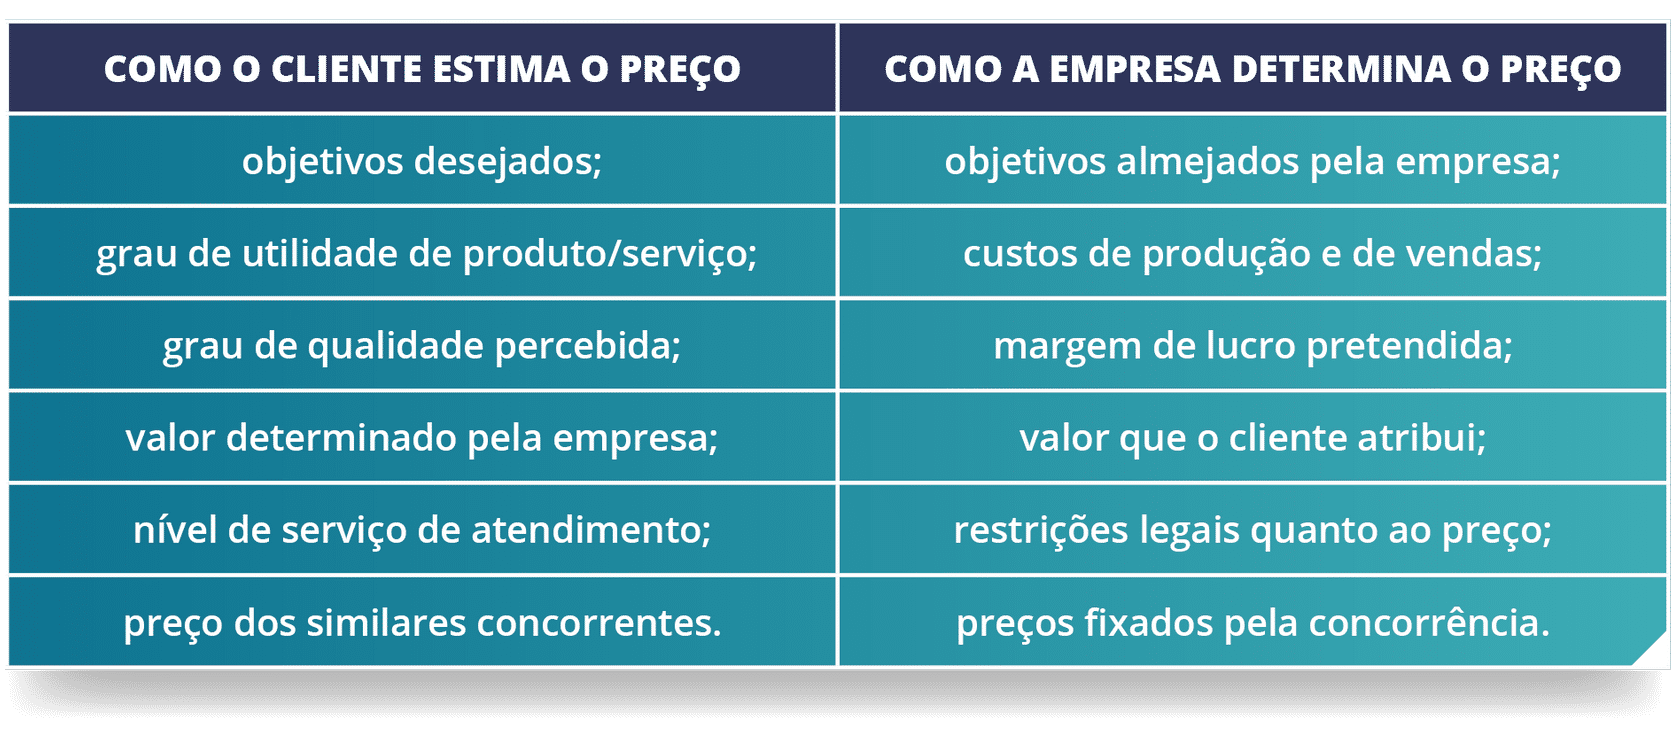 COMO O CLIENTE ESTIMA O PREÇO
COMO A EMPRESA DETERMINA O PREÇO
objetivos desejados;
objetivos almejados pela empresa;
grau de utilidade de produto/serviço;
custos de produção e de vendas;
grau de qualidade percebida;
margem de lucro pretendida;
valor determinado pela empresa;
valor que o cliente atribui;
nível de serviço de atendimento;
restrições legais quanto ao preço;
preço dos similares concorrentes.
preços fixados pela concorrência.